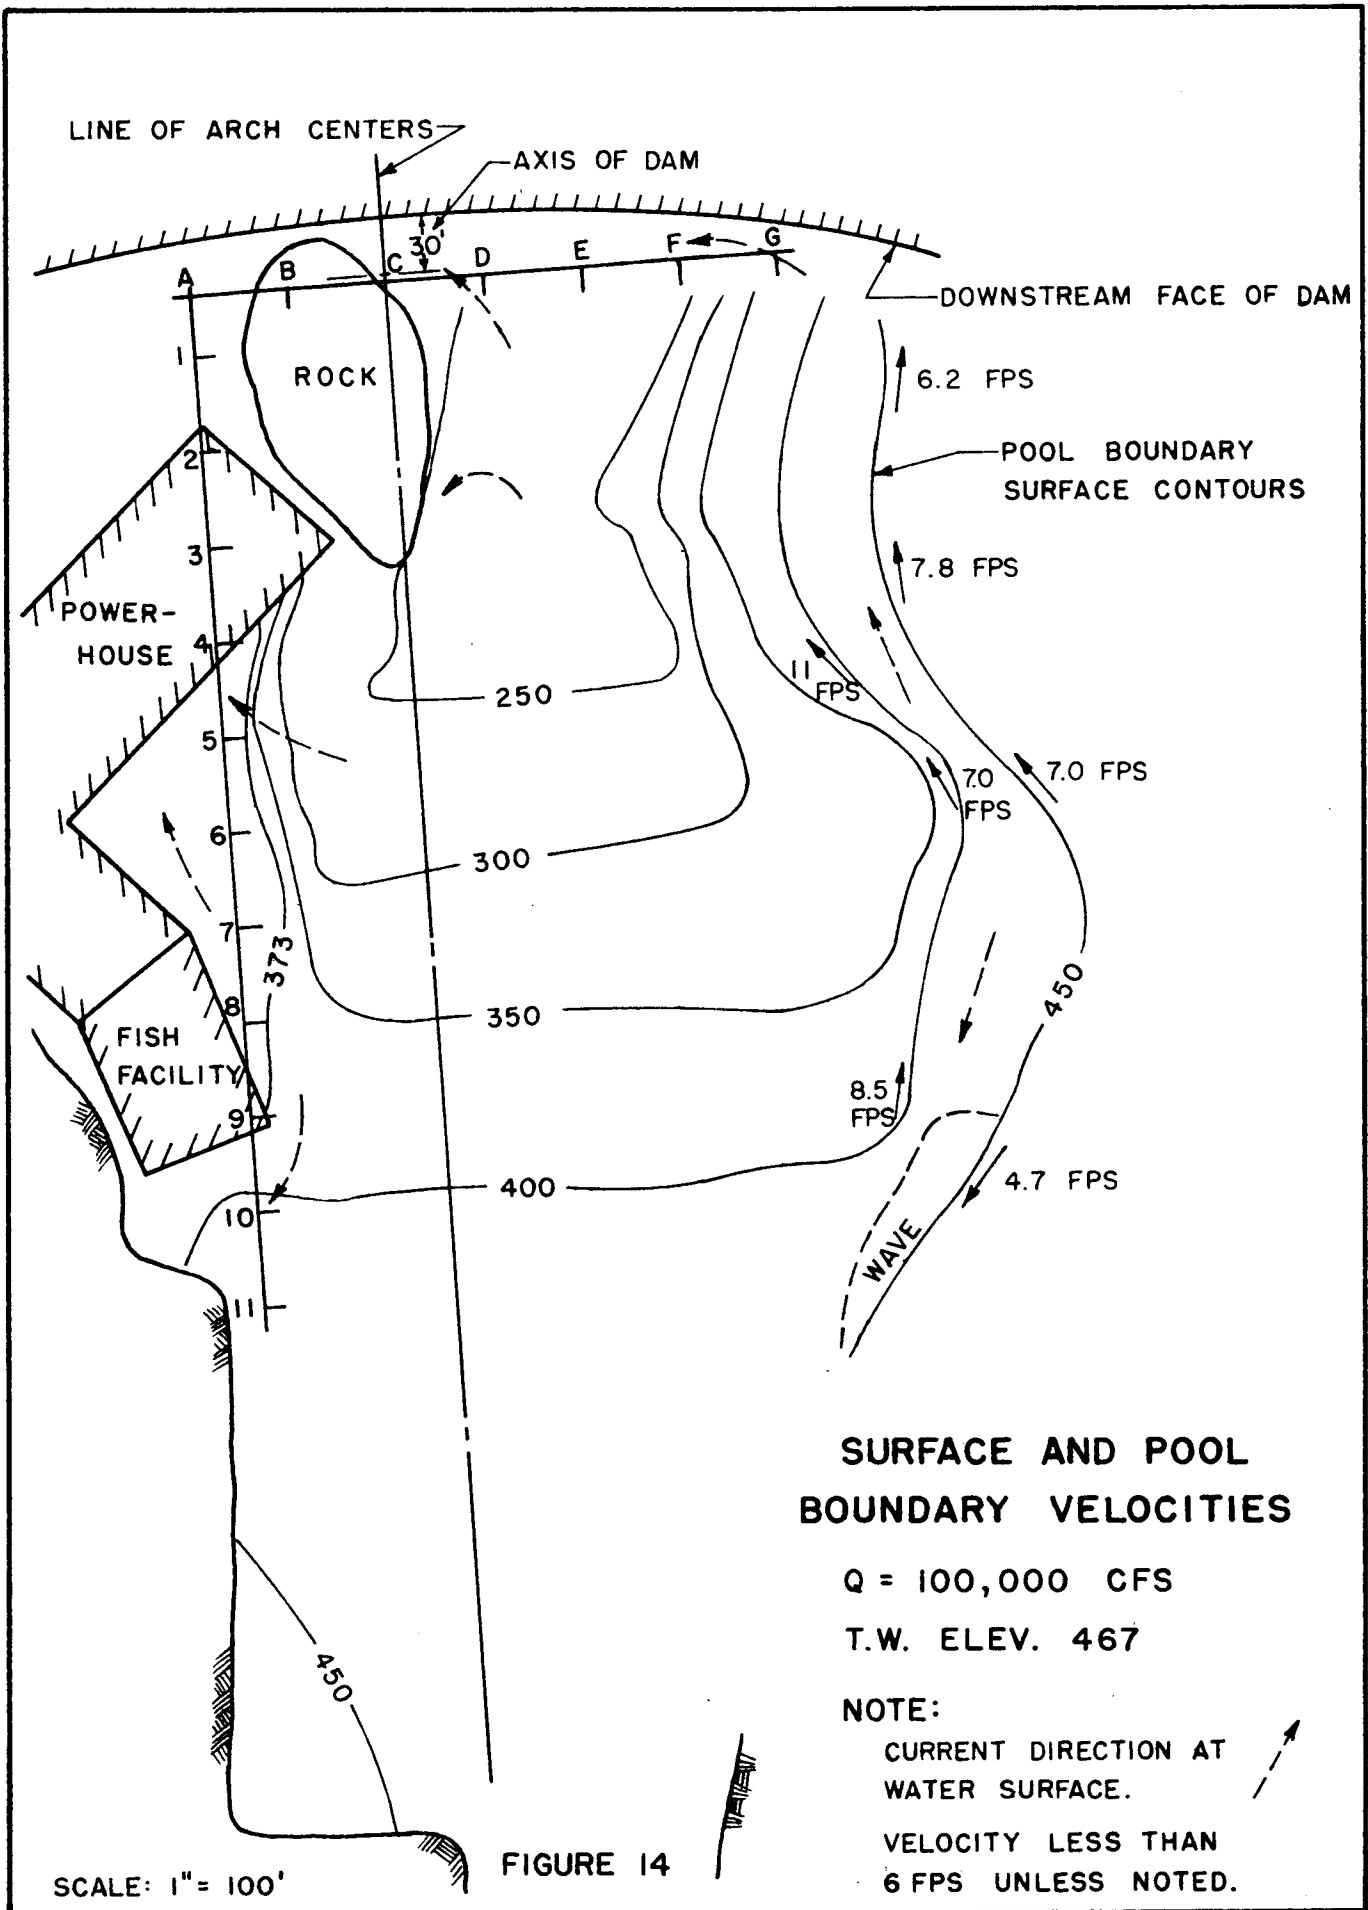 LINE OF ARCH CENTERS
AXIS OF DAM
30'
A
B
C
D
E
F
G
DOWNSTREAM FACE OF DAM
1
ROCK
6.2 FPS
2
POOL BOUNDARY
SURFACE CONTOURS
3
7.8 FPS
POWER-
HOUSE
4
11
FPS
250
5
7.0
FPS
7.0 FPS
6
300
7
373
450
8
350
FISH
FACILITY
8.5
FPS
9
4.7 FPS
400
10
WAVE
11
SURFACE AND POOL
BOUNDARY VELOCITIES
Q = 100,000 CFS
T.W. ELEV. 467
450
NOTE:
CURRENT DIRECTION AT
WATER SURFACE.
VELOCITY LESS THAN
6 FPS UNLESS NOTED.
FIGURE 14
SCALE: 1" = 100'